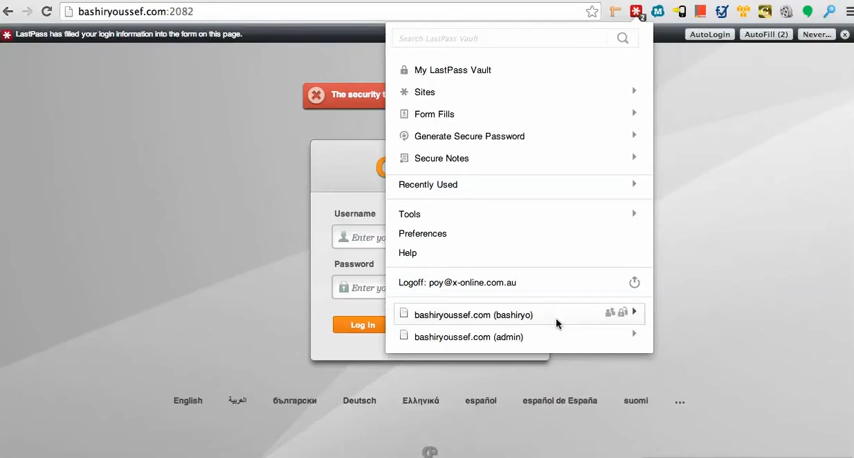 bashiryoussef.com:2082
2
LastPass has filled your login information into the form on this page.
AutoLogin
AutoFill (2)
Never...
Search LastPass Vault
My LastPass Vault
Sites
Form Fills
Generate Secure Password
Secure Notes
Recently Used
Tools
Preferences
Help
Logoff: poy@x-online.com.au
bashiryoussef.com (bashiryo)
bashiryoussef.com (admin)
The security
Username
Enter yo
Password
Enter yo
Log in
English العربية български Deutsch Ελληνικά español español de España suomi ...